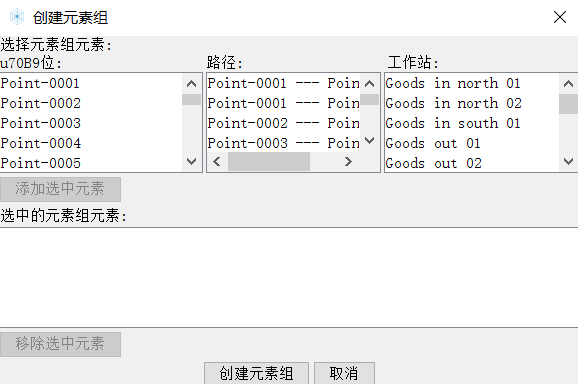 创建元素组
选择元素组元素:
u70B9位: 路径: 工作站:
Point-0001
Point-0002
Point-0003
Point-0004
Point-0005
Point-0001 --- Poin
Point-0001 --- Poin
Point-0002 --- Poin
Point-0003 --- Poin
Goods in north 01
Goods in north 02
Goods in south 01
Goods out 01
Goods out 02
添加选中元素
选中的元素组元素:
移除选中元素
创建元素组 取消